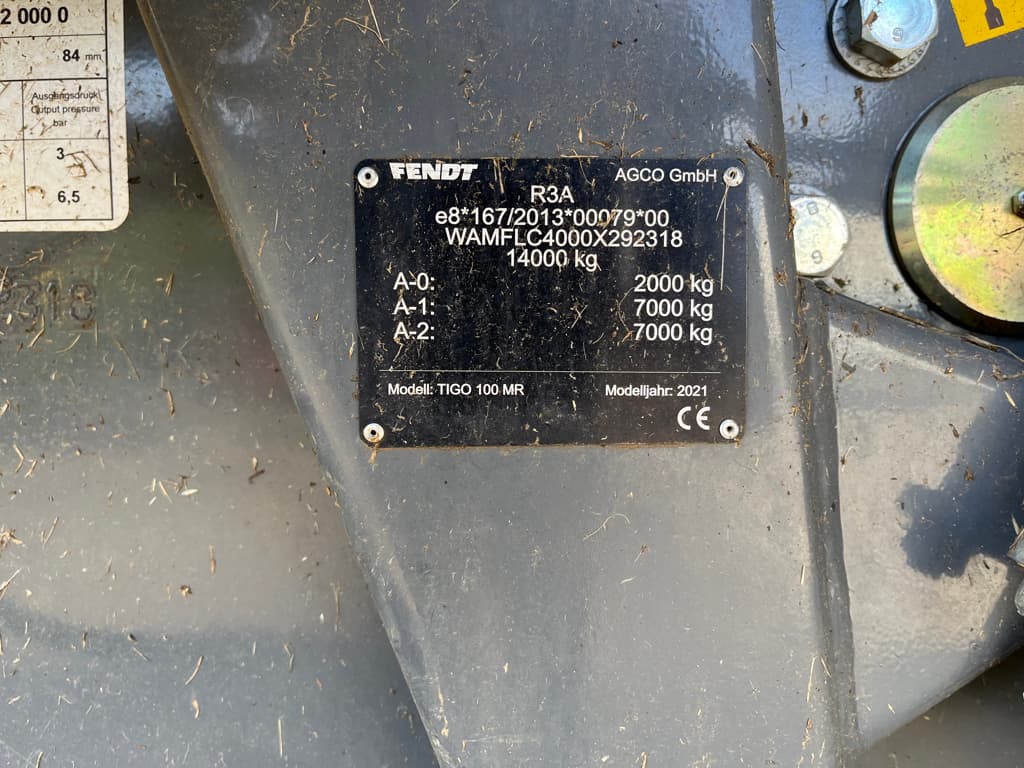 2 000 0
84 mm
Ausgangsdruck
Output pressure
bar
3
6,5
FENDT AGCO GmbH
R3A
e8*167/2013*00079*00
WAMFLC4000X292318
14000 kg
A-0: 2000 kg
A-1: 7000 kg
A-2: 7000 kg
Modell: TIGO 100 MR Modelljahr: 2021
CE
318